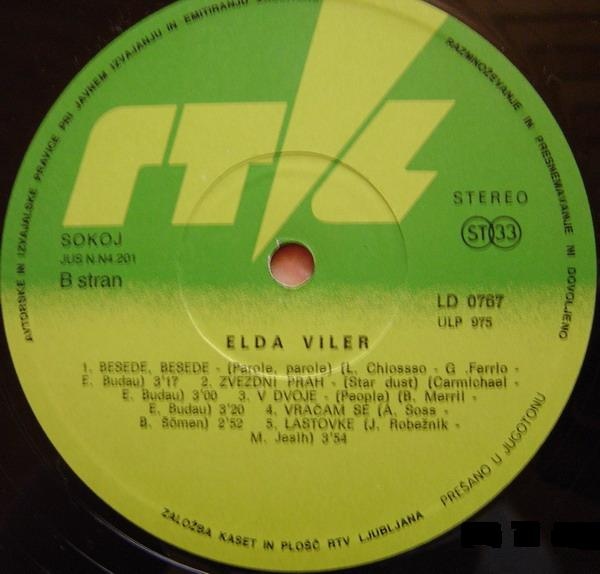 AVTORSKE IN IZVAJALSKE PRAVICE PRI JAVNEM IZVAJANJU IN EMITIRANJU
RAZMNOŽEVANJE IN PRESNEMAVANJE NI DOVOLJENO
rtl
SOKOJ
JUS N.N4.201
B stran
STEREO
ST 33
LD 0767
ULP 975
ELDA VILER
1. BESEDE, BESEDE - (Parole, parole) (L. Chiossso - G .Ferrio -
E. Budau) 3'17 2. ZVEZDNI PRAH - (Star dust) (Carmichael -
E. Budau) 3'00 3. V DVOJE - (People) (B. Merril -
E. Budau) 3'20 4. VRAČAM SE (A. Soss -
B. Šömen) 2'52 5. LASTOVKE (J. Robežnik -
M. Jesih) 3'54
PREŠANO U JUGOTONU
ZALOŽBA KASET IN PLOŠČ RTV LJUBLJANA